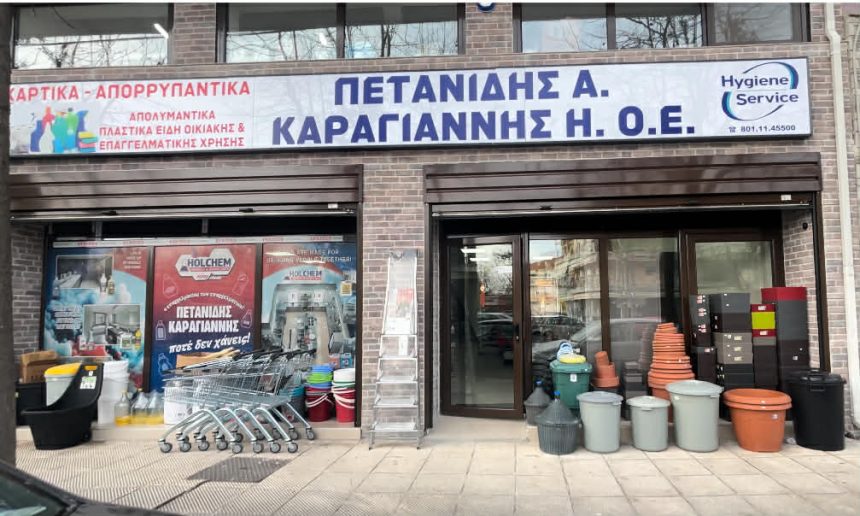 ΧΑΡΤΙΚΑ - ΑΠΟΡΡΥΠΑΝΤΙΚΑ
ΑΠΟΛΥΜΑΝΤΙΚΑ
ΠΛΑΣΤΙΚΑ ΕΙΔΗ ΟΙΚΙΑΚΗΣ &
ΕΠΑΓΓΕΛΜΑΤΙΚΗΣ ΧΡΗΣΗΣ
ΠΕΤΑΝΙΔΗΣ Α.
ΚΑΡΑΓΙΑΝΝΗΣ Η. Ο.Ε.
Hygiene
Service
801.11.45500
HOLCHEM
ΠΕΤΑΝΙΔΗΣ
ΚΑΡΑΓΙΑΝΝΗΣ
ποτέ δεν χάνεις!
HOLCHEM